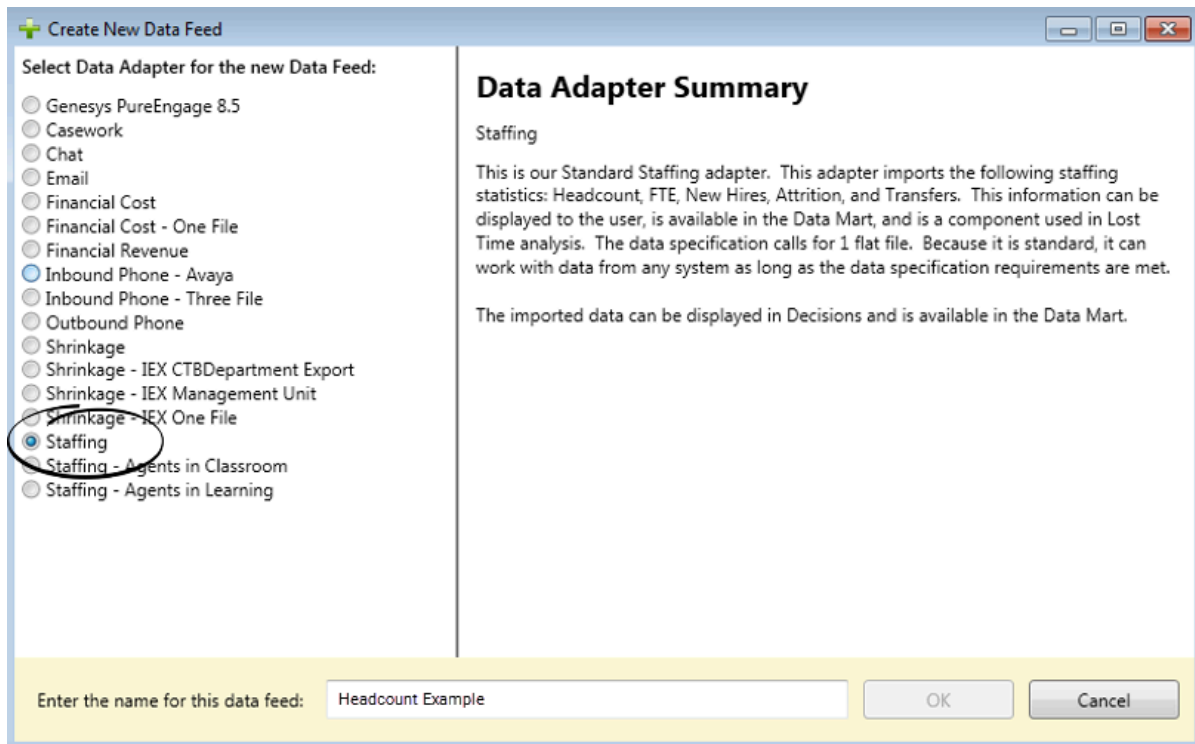 Create New Data Feed
Select Data Adapter for the new Data Feed:
Genesys PureEngage 8.5
Casework
Chat
Email
Financial Cost
Financial Cost - One File
Financial Revenue
Inbound Phone - Avaya
Inbound Phone - Three File
Outbound Phone
Shrinkage
Shrinkage - IEX CTBDepartment Export
Shrinkage - IEX Management Unit
Shrinkage - IEX One File
Staffing
Staffing - Agents in Classroom
Staffing - Agents in Learning
Data Adapter Summary
Staffing
This is our Standard Staffing adapter. This adapter imports the following staffing
statistics: Headcount, FTE, New Hires, Attrition, and Transfers. This information can be
displayed to the user, is available in the Data Mart, and is a component used in Lost
Time analysis. The data specification calls for 1 flat file. Because it is standard, it can
work with data from any system as long as the data specification requirements are met.
The imported data can be displayed in Decisions and is available in the Data Mart.
Enter the name for this data feed:
Headcount Example
OK
Cancel